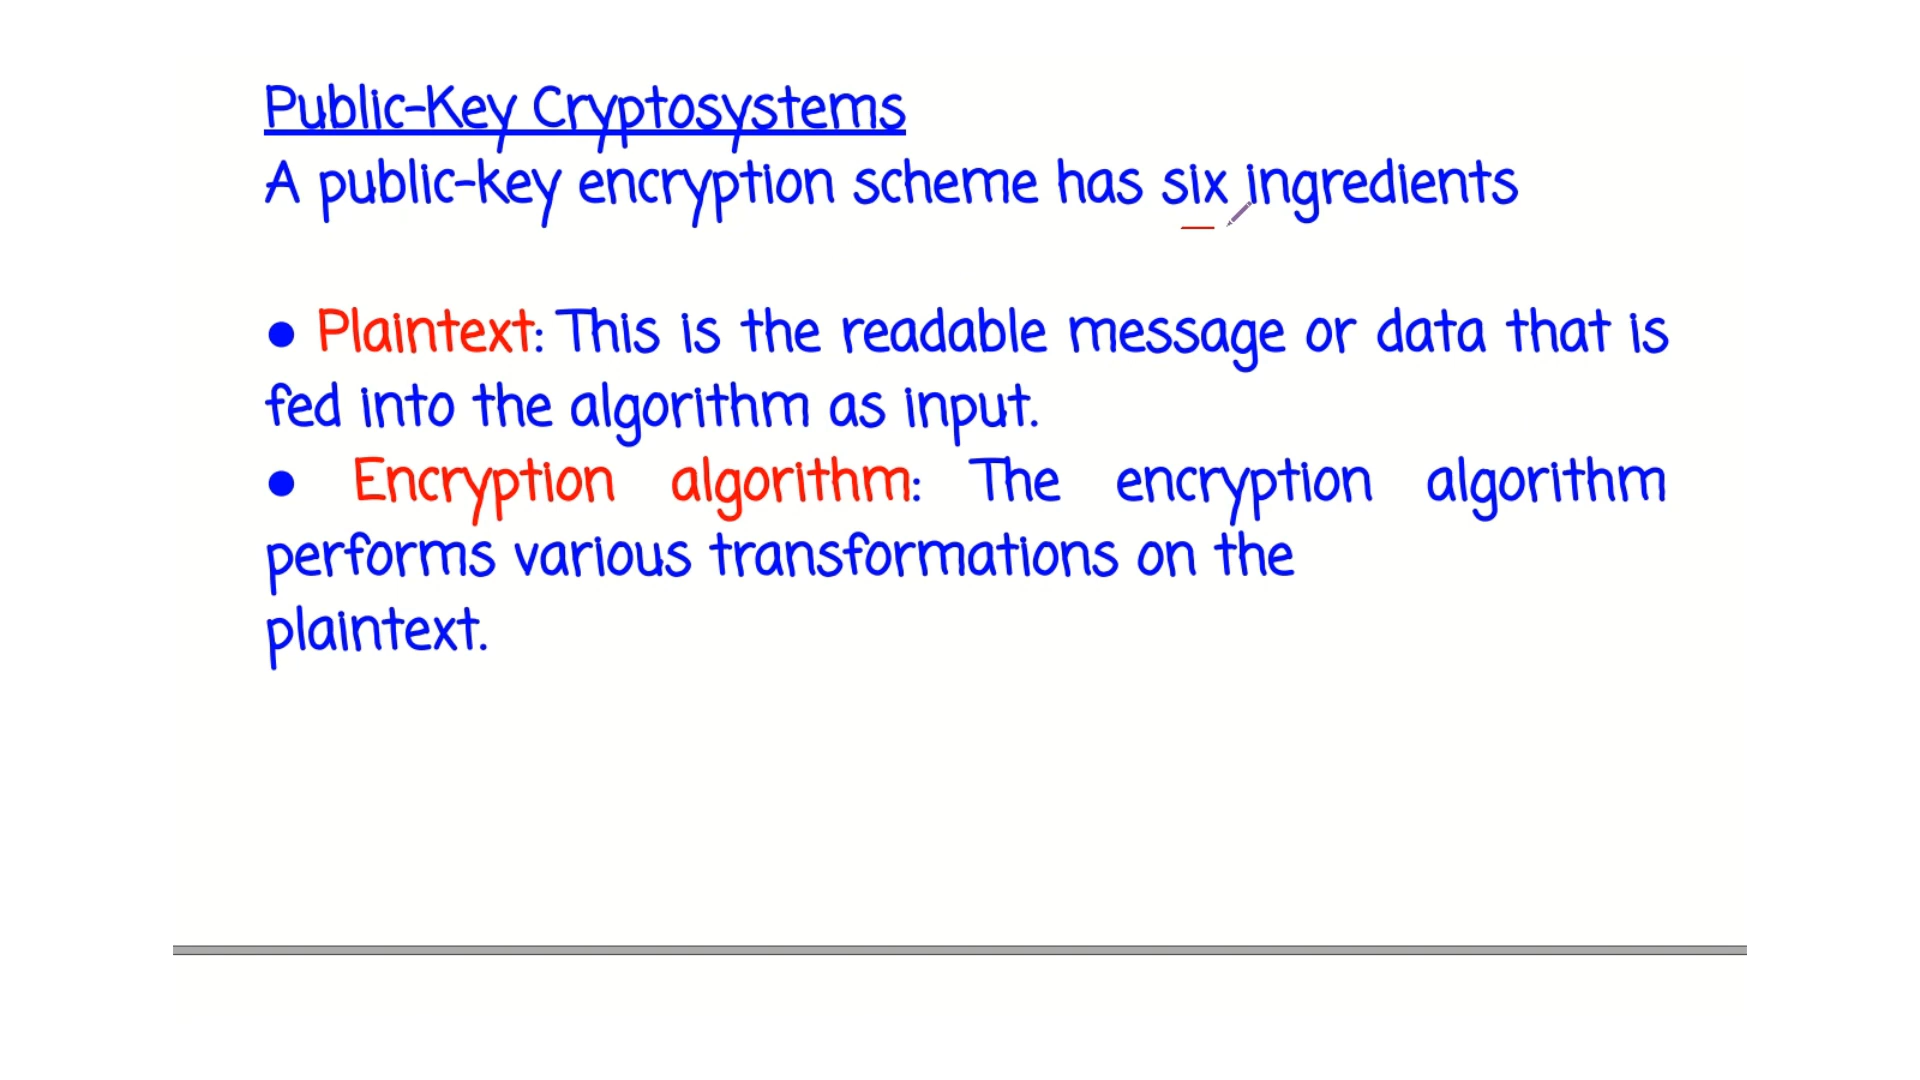 Public-Key Cryptosystems
A public-key encryption scheme has six ingredients
● Plaintext: This is the readable message or data that is
fed into the algorithm as input.
● Encryption algorithm: The encryption algorithm
performs various transformations on the
plaintext.